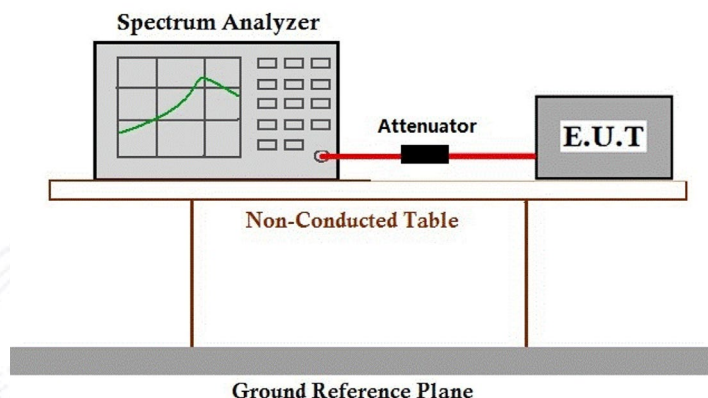 Spectrum Analyzer
Attenuator
E.U.T
Non-Conducted Table
Ground Reference Plane